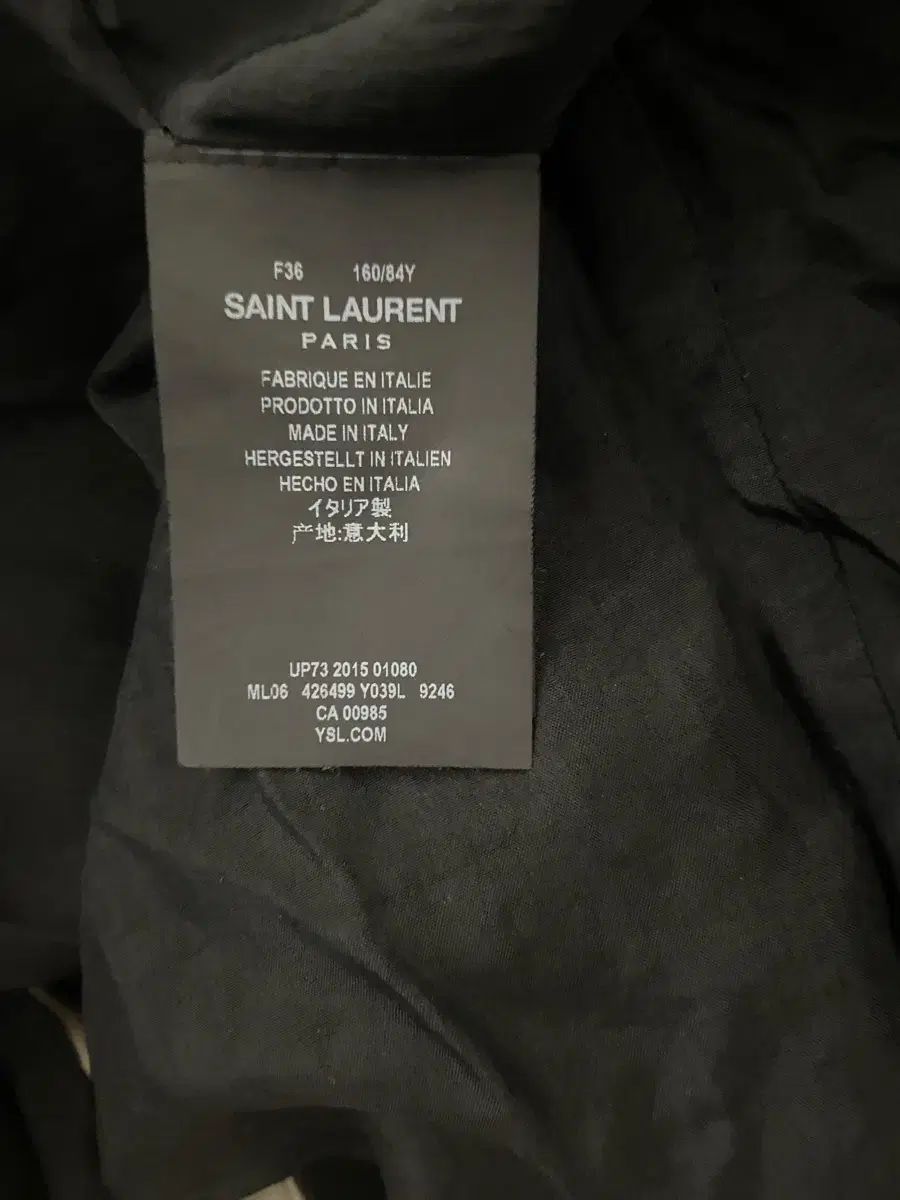 F36 160/84Y
SAINT LAURENT
PARIS
FABRIQUE EN ITALIE
PRODOTTO IN ITALIA
MADE IN ITALY
HERGESTELLT IN ITALIEN
HECHO EN ITALIA
イタリア製
产地:意大利
UP73 2015 01080
ML06 426499 Y039L 9246
CA 00985
YSL.COM